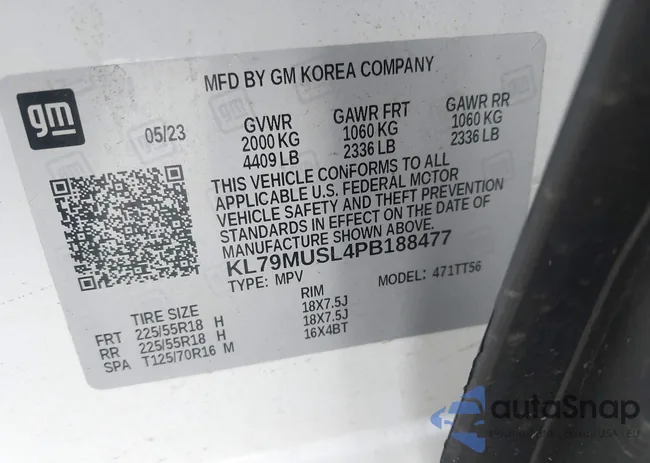 MFD BY GM KOREA COMPANY
gm
05/23
GVWR
2000 KG
4409 LB
GAWR FRT
1060 KG
2336 LB
GAWR RR
1060 KG
2336 LB
THIS VEHICLE CONFORMS TO ALL
APPLICABLE U.S. FEDERAL MOTOR
VEHICLE SAFETY AND THEFT PREVENTION
STANDARDS IN EFFECT ON THE DATE OF
MANUFACTURE SHOWN ABOVE.
KL79MUSL4PB188477
TYPE: MPV MODEL: 471TT56
TIRE SIZE RIM
FRT 225/55R18 H 18X7.5J
RR 225/55R18 H 18X7.5J
SPA T125/70R16 M 16X4BT
autoSnap